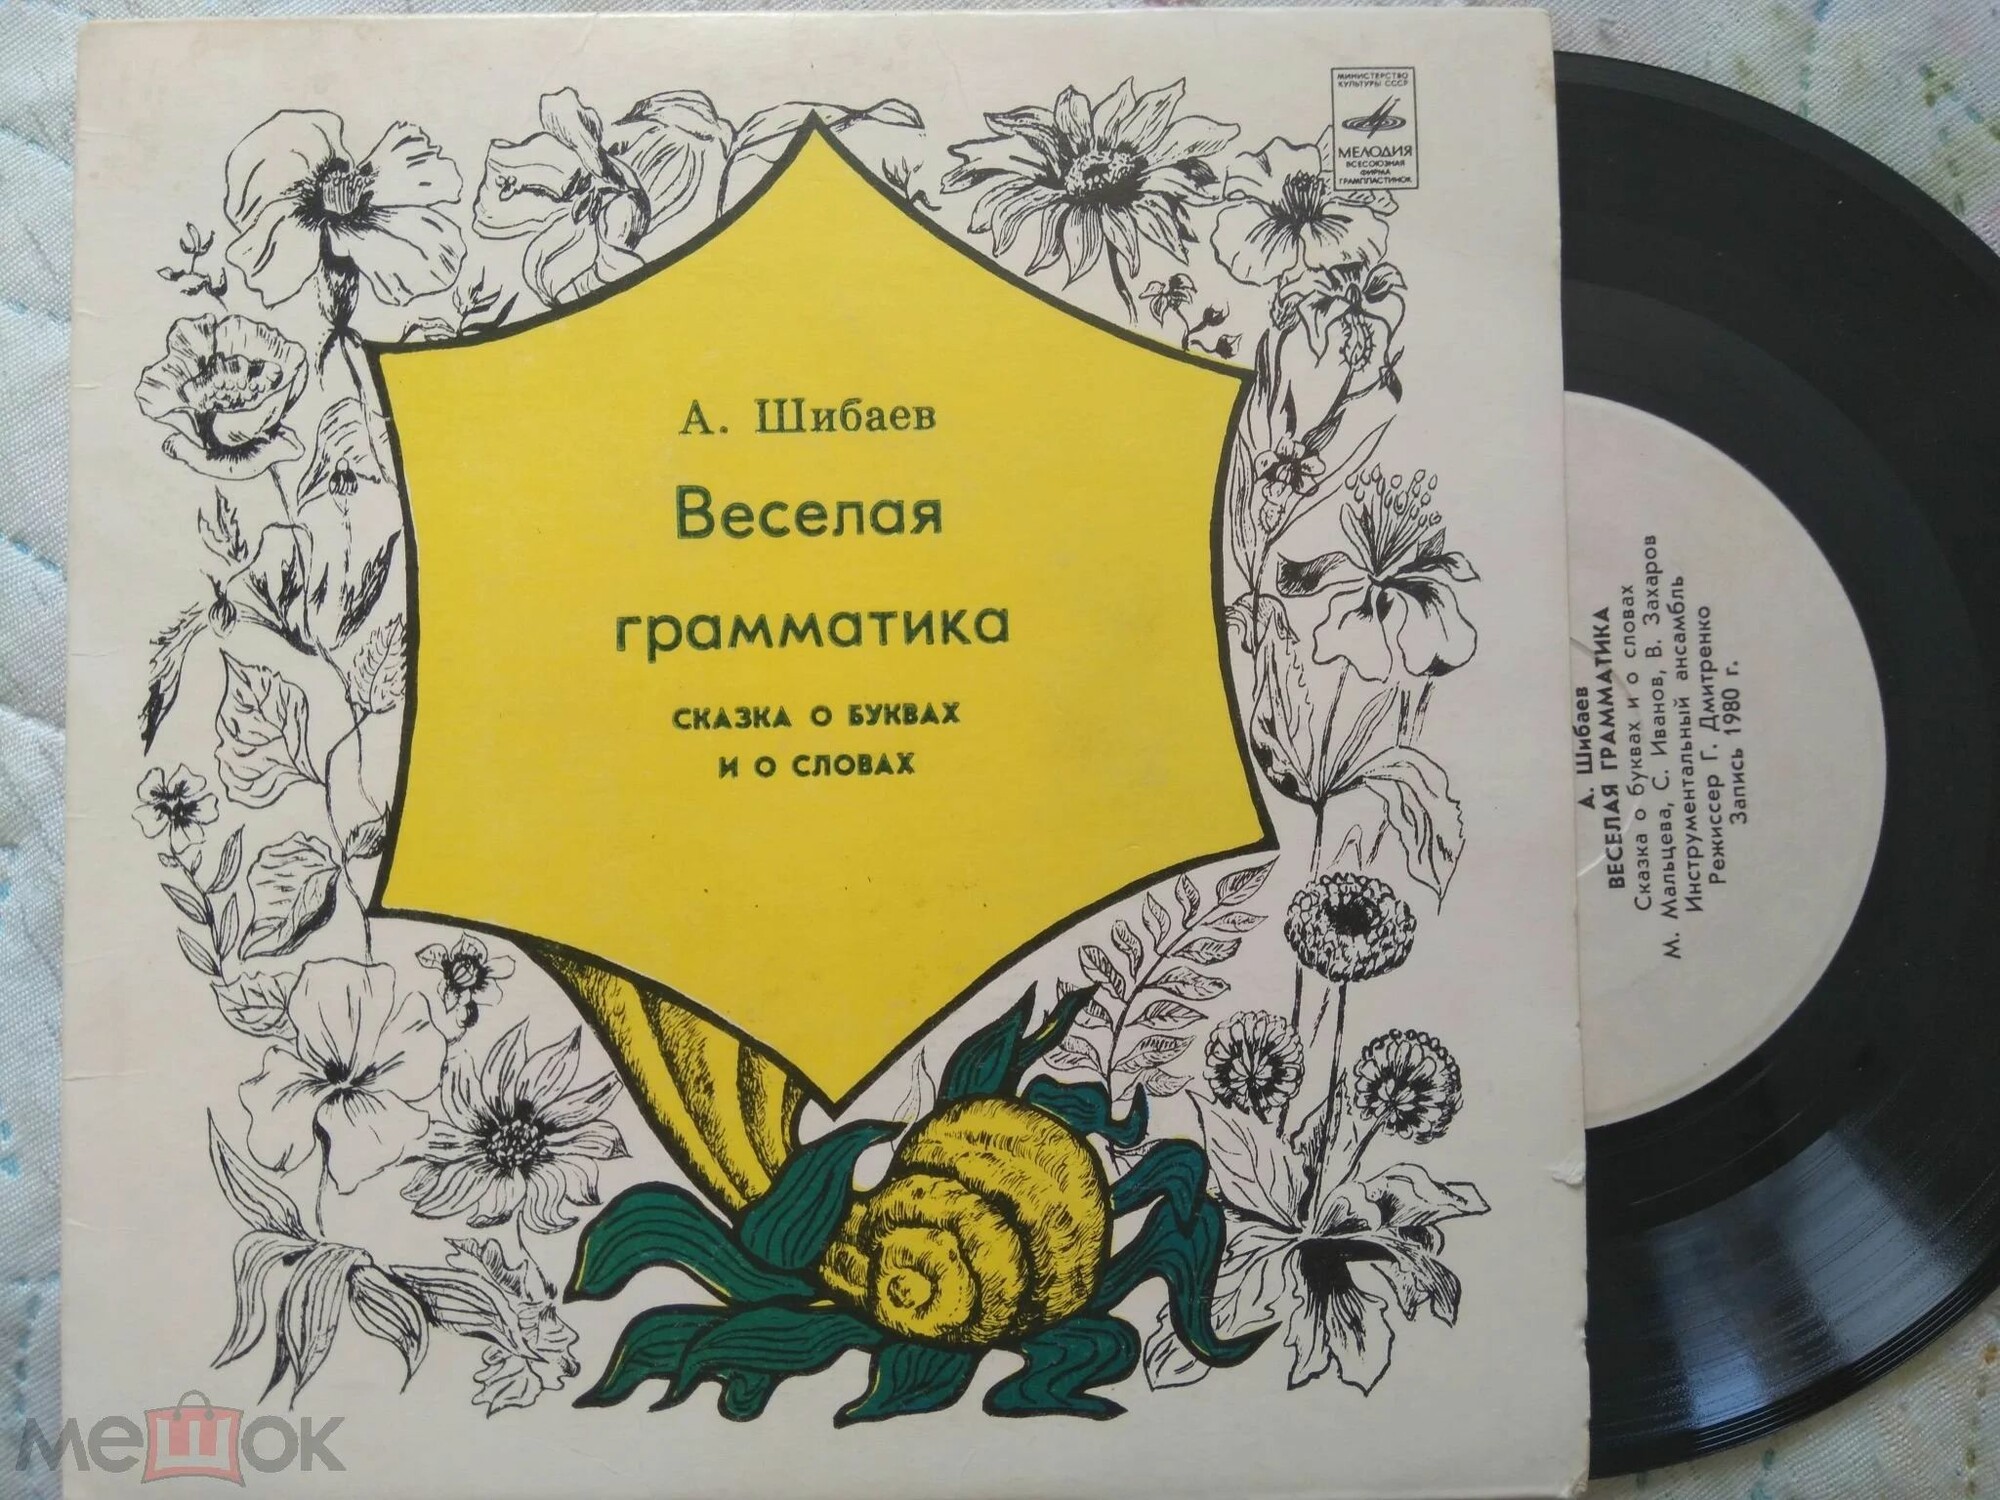 МИНИСТЕРСТВО
КУЛЬТУРЫ СССР
МЕЛОДИЯ
ВСЕСОЮЗНАЯ
ФИРМА
ГРАМПЛАСТИНОК
А. Шибаев
Веселая
грамматика
СКАЗКА О БУКВАХ
И О СЛОВАХ
А. Шибаев
ВЕСЕЛАЯ ГРАММАТИКА
Сказка о буквах и о словах
М. Мальцева, С. Иванов, В. Захаров
Инструментальный ансамбль
Режиссер Г. Дмитренко
Запись 1980 г.
мешок